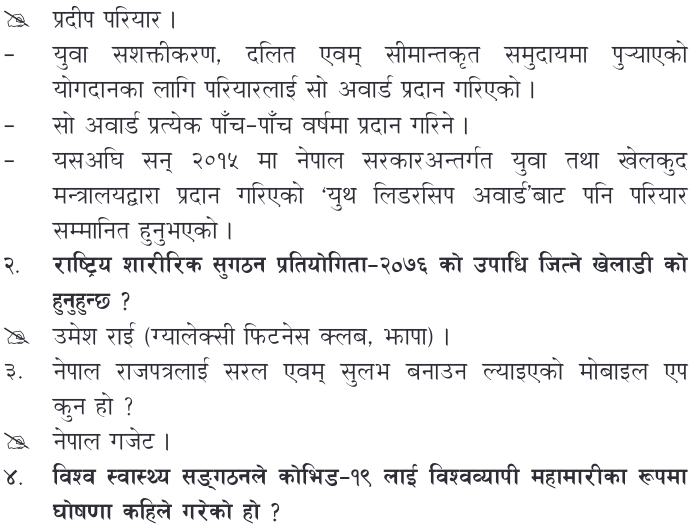 प्रदीप परियार ।
– युवा सशक्तीकरण, दलित एवम् सीमान्तकृत समुदायमा पुऱ्याएको
योगदानका लागि परियारलाई सो अवार्ड प्रदान गरिएको ।
– सो अवार्ड प्रत्येक पाँच-पाँच वर्षमा प्रदान गरिने ।
– यसअघि सन् २०१५ मा नेपाल सरकारअन्तर्गत युवा तथा खेलकुद
मन्त्रालयद्वारा प्रदान गरिएको ‘युथ लिडरसिप अवार्ड’बाट पनि परियार
सम्मानित हुनुभएको ।
२. राष्ट्रिय शारीरिक सुगठन प्रतियोगिता-२०७६ को उपाधि जित्ने खेलाडी को
हुनुहुन्छ ?
उमेश राई (ग्यालेक्सी फिटनेस क्लब, झापा) ।
३. नेपाल राजपत्रलाई सरल एवम् सुलभ बनाउन ल्याइएको मोबाइल एप
कुन हो ?
नेपाल गजेट ।
४. विश्व स्वास्थ्य सङ्गठनले कोभिड-१९ लाई विश्वव्यापी महामारीका रूपमा
घोषणा कहिले गरेको हो ?